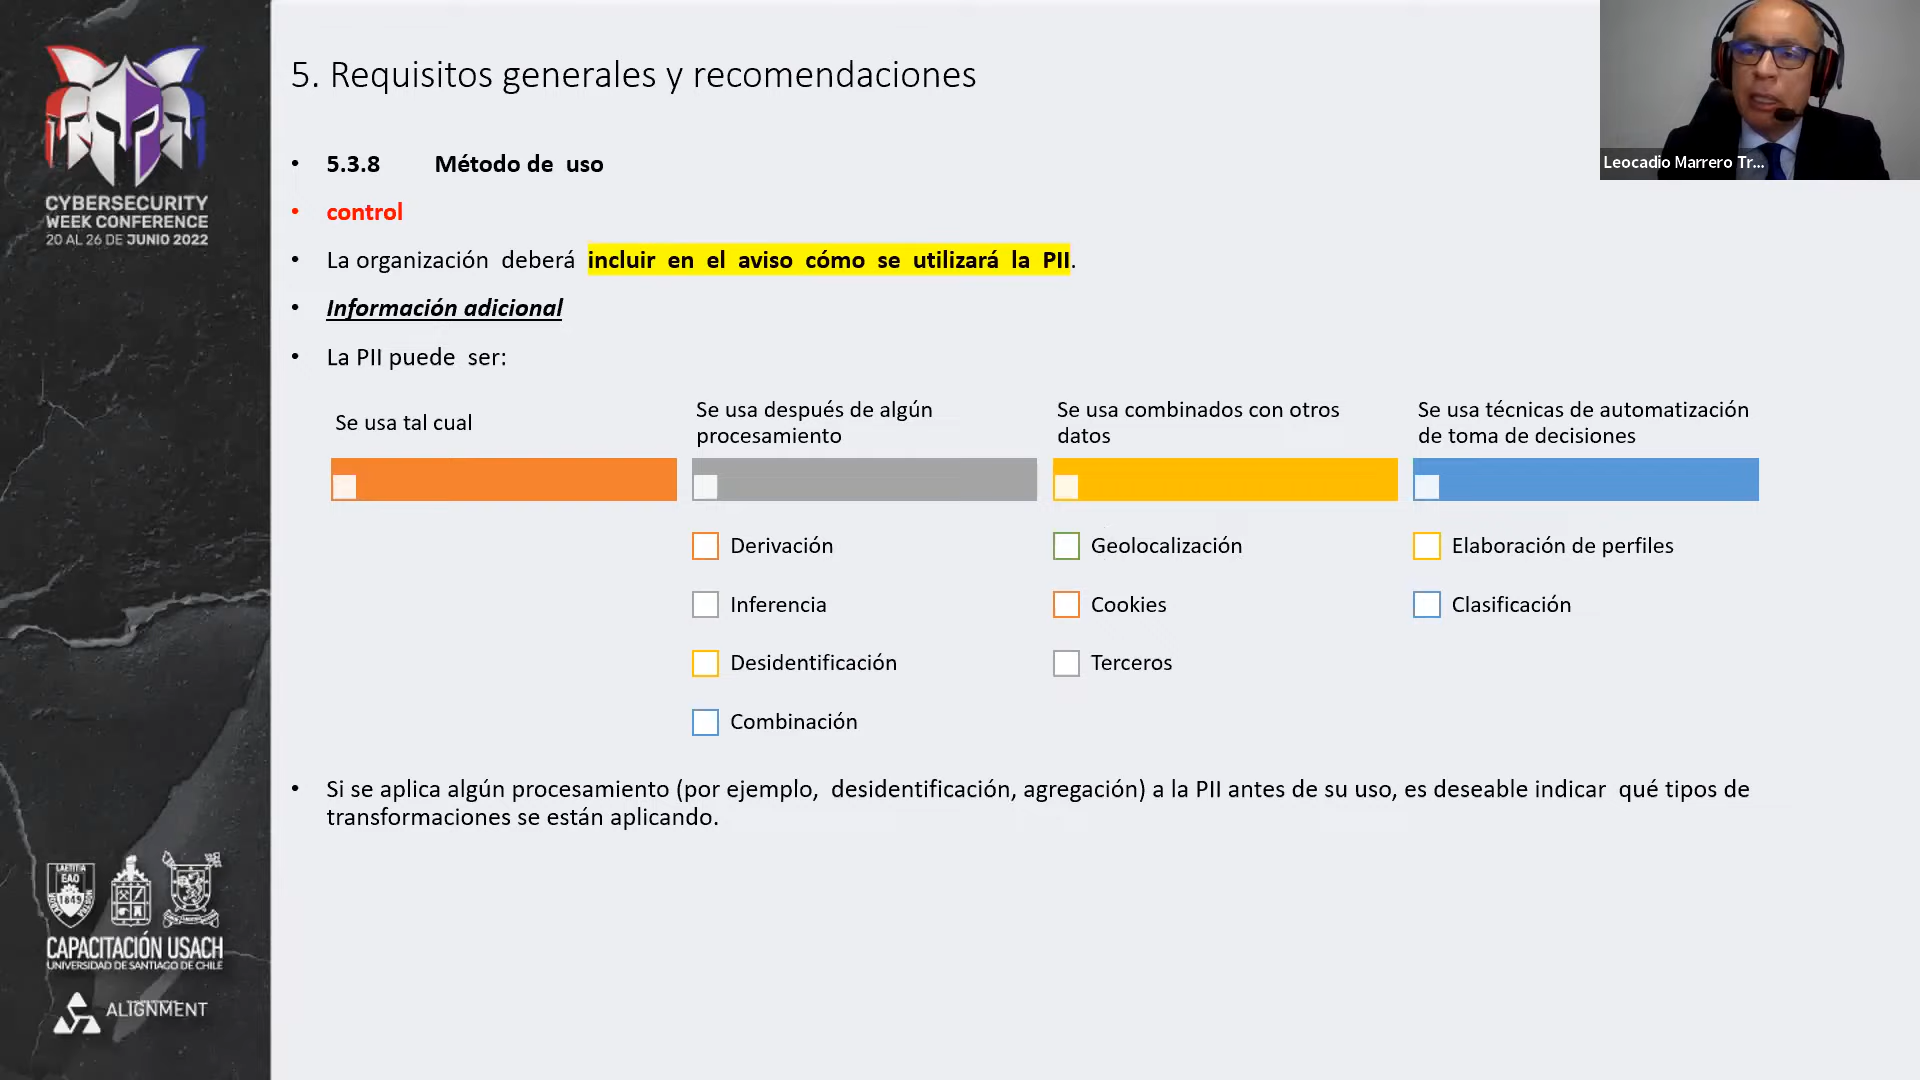 5. Requisitos generales y recomendaciones
• 5.3.8 Método de uso
• control
• La organización deberá incluir en el aviso cómo se utilizará la PII.
• Información adicional
• La PII puede ser:
Se usa tal cual
Se usa después de algún
procesamiento
Derivación
Inferencia
Desidentificación
Combinación
Se usa combinados con otros
datos
Geolocalización
Cookies
Terceros
Se usa técnicas de automatización
de toma de decisiones
Elaboración de perfiles
Clasificación
• Si se aplica algún procesamiento (por ejemplo, desidentificación, agregación) a la PII antes de su uso, es deseable indicar qué tipos de
transformaciones se están aplicando.
Leocadio Marrero Tr...
CYBERSECURITY
WEEK CONFERENCE
20 AL 26 DE JUNIO 2022
LAETITIA
EAO
1849
CAPACITACIÓN USACH
UNIVERSIDAD DE SANTIAGO DE CHILE
ALIGNMENT